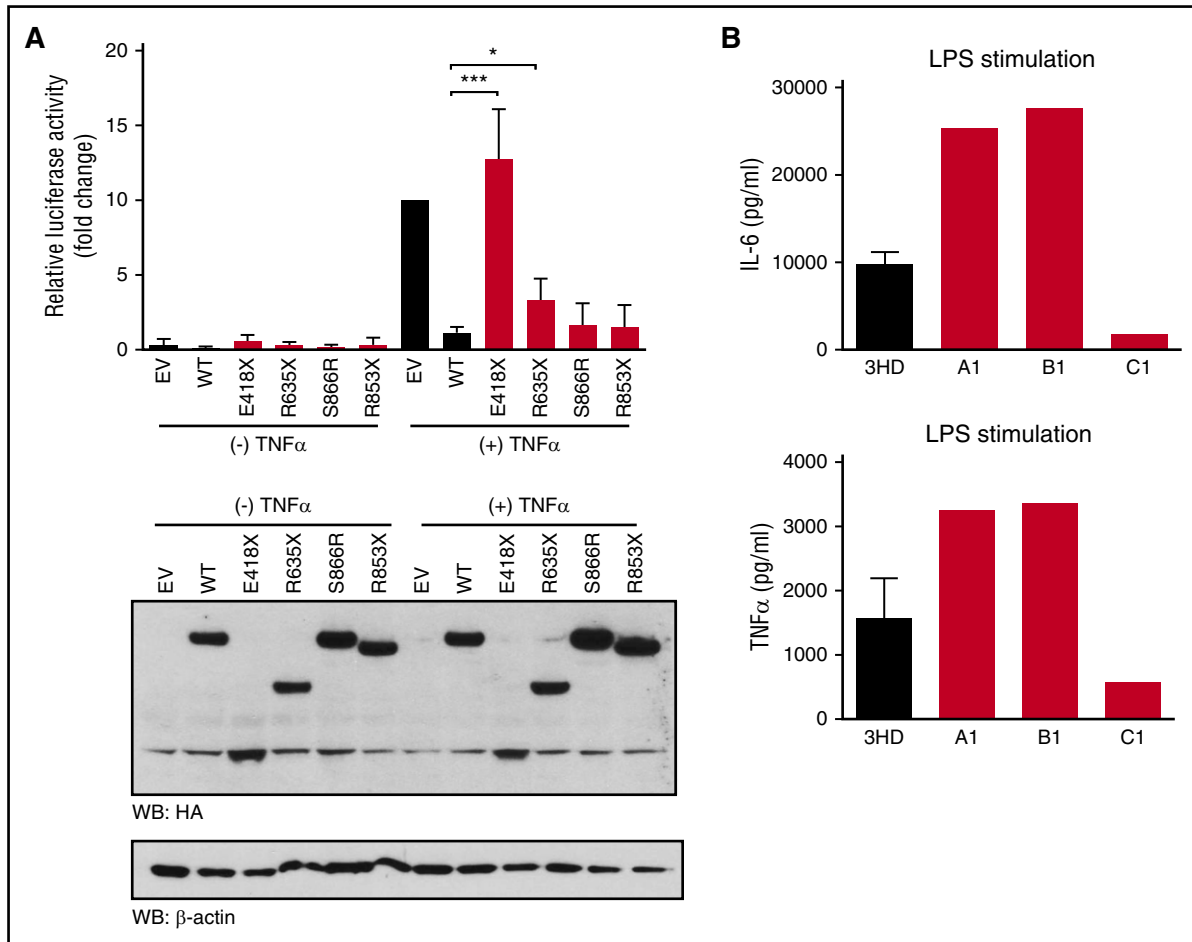 A
Relative luciferase activity
(fold change)
20
15
10
5
0
*
***
EV
WT
E418X
R635X
S866R
R853X
EV
WT
E418X
R635X
S866R
R853X
(-) TNFα
(+) TNFα
(-) TNFα
(+) TNFα
EV
WT
E418X
R635X
S866R
R853X
EV
WT
E418X
R635X
S866R
R853X
WB: HA
WB: β-actin
B
LPS stimulation
IL-6 (pg/ml)
30000
20000
10000
0
3HD
A1
B1
C1
LPS stimulation
TNFα (pg/ml)
4000
3000
2000
1000
0
3HD
A1
B1
C1